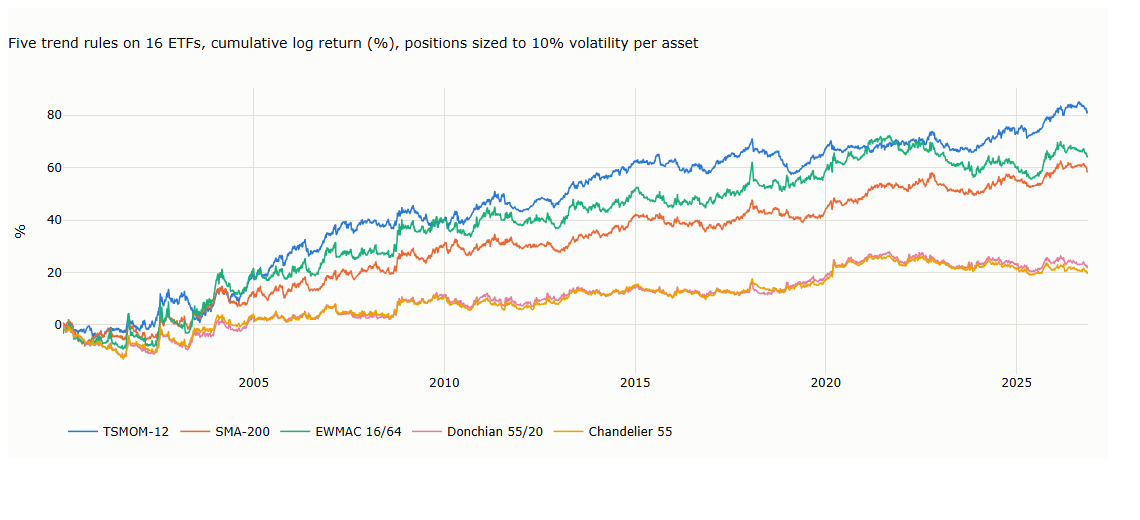 Five trend rules on 16 ETFs, cumulative log return (%), positions sized to 10% volatility per asset
80
60
40
20
0
%
2005 2010 2015 2020 2025
TSMOM-12 SMA-200 EWMAC 16/64 Donchian 55/20 Chandelier 55